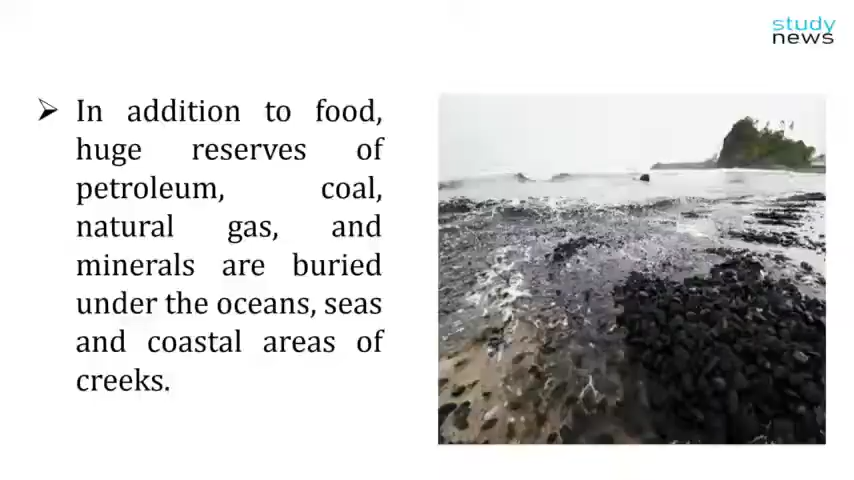 study
news
➢ In addition to food,
huge reserves of
petroleum, coal,
natural gas, and
minerals are buried
under the oceans, seas
and coastal areas of
creeks.